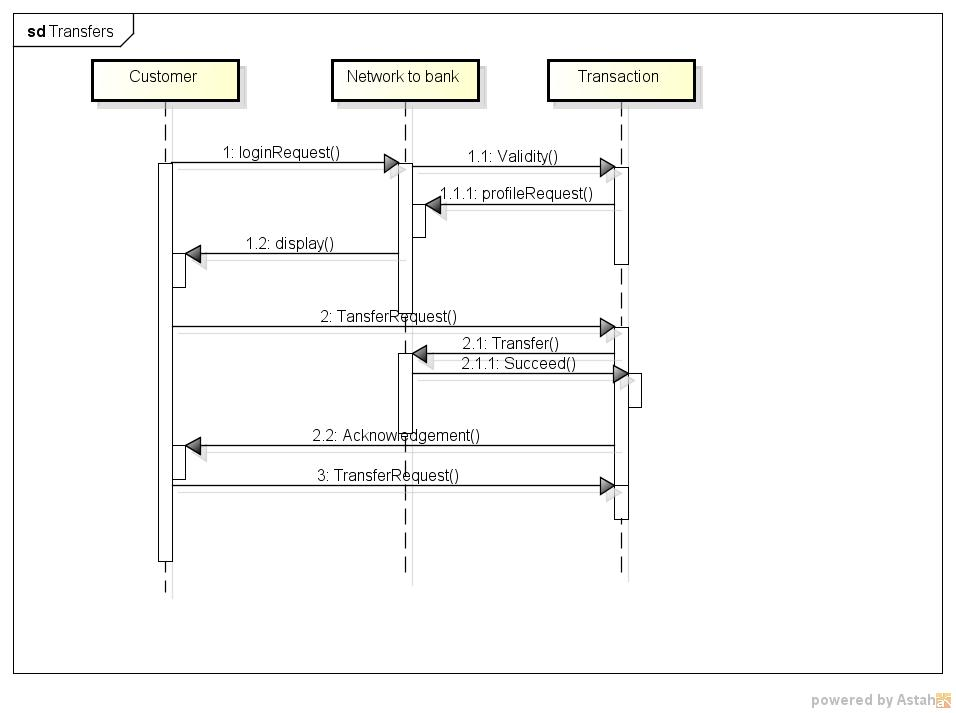 sd Transfers
Customer
Network to bank
Transaction
1: loginRequest()
1.1: Validity()
1.1.1: profileRequest()
1.2: display()
2: TansferRequest()
2.1: Transfer()
2.1.1: Succeed()
2.2: Acknowledgement()
3: TransferRequest()
powered by Astah